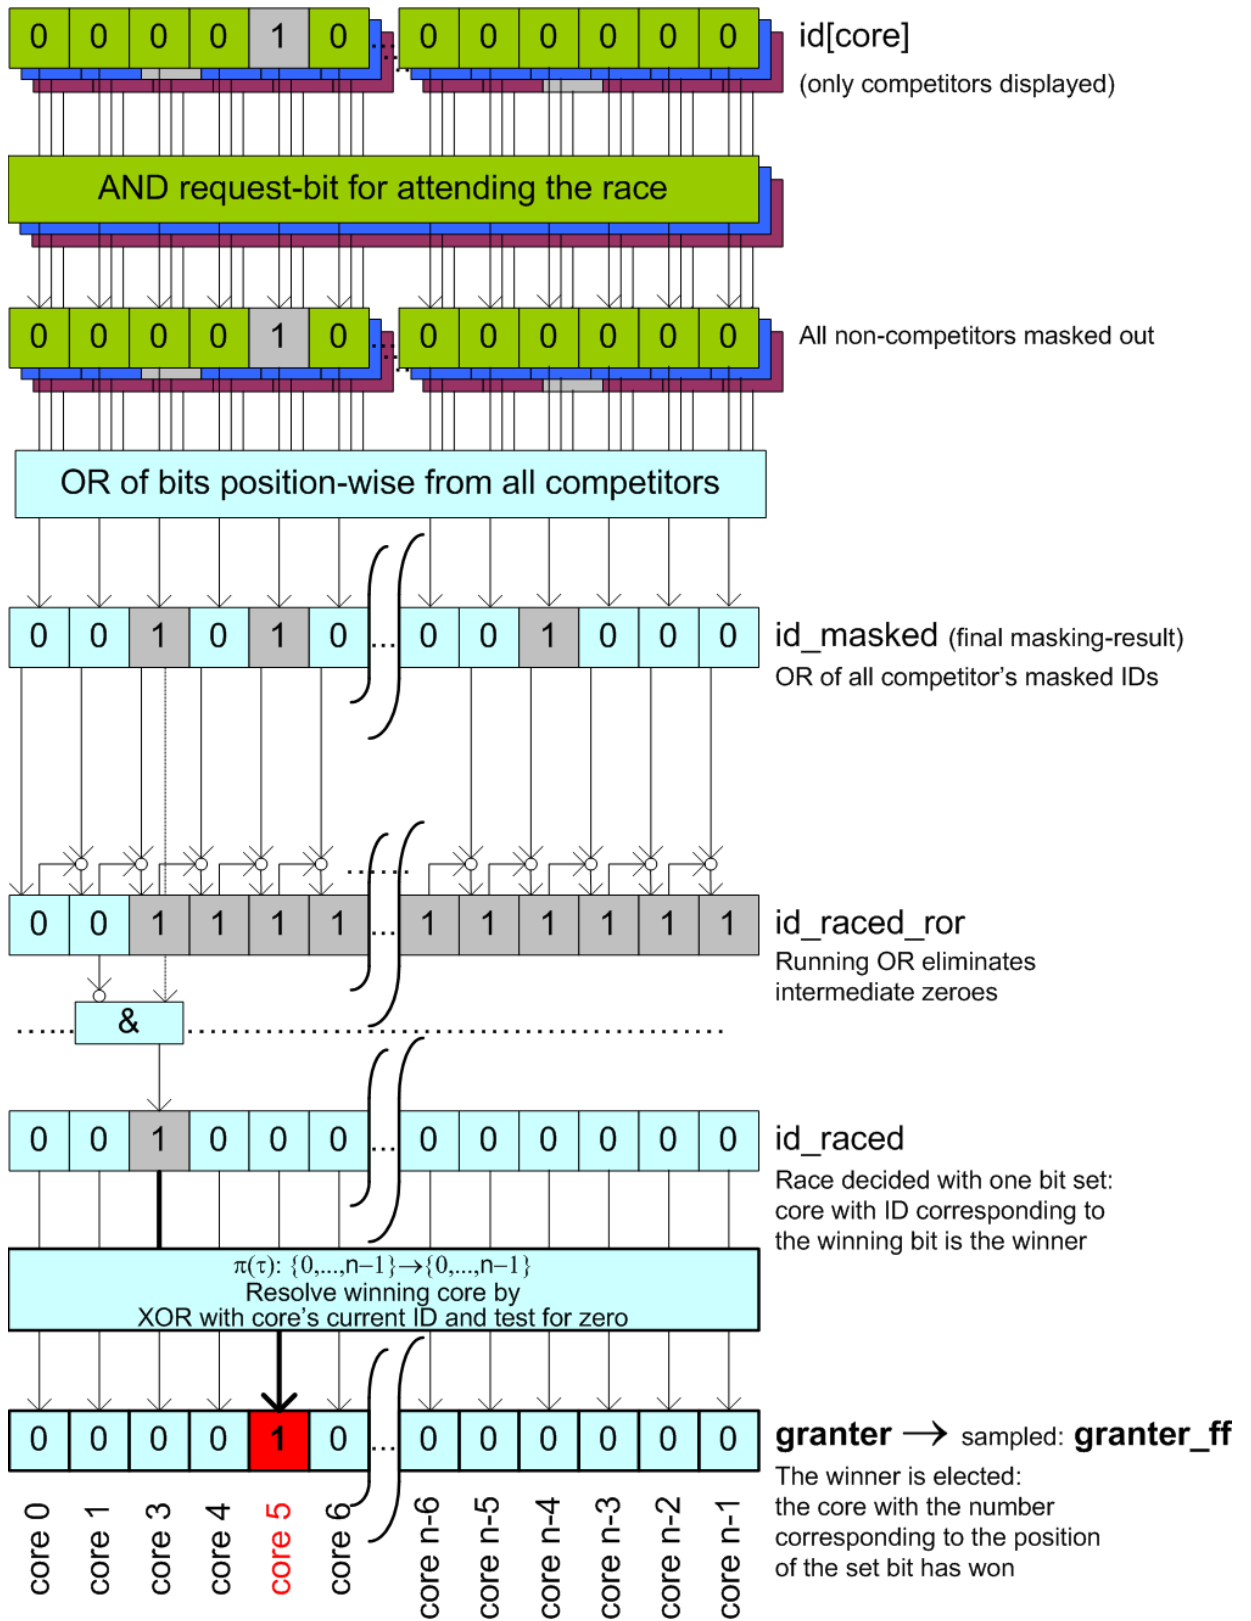 0 0 0 0 1 0 ... 0 0 0 0 0 0 id[core]
(only competitors displayed)
AND request-bit for attending the race
0 0 0 0 1 0 ... 0 0 0 0 0 0 All non-competitors masked out
OR of bits position-wise from all competitors
0 0 1 0 1 0 ... 0 0 1 0 0 0 id_masked (final masking-result)
OR of all competitor's masked IDs
0 0 1 1 1 1 ... 1 1 1 1 1 1 id_raced_ror
Running OR eliminates
intermediate zeroes
&
0 0 1 0 0 0 ... 0 0 0 0 0 0 id_raced
Race decided with one bit set:
core with ID corresponding to
the winning bit is the winner
π(τ): {0,...,n−1}→{0,...,n−1}
Resolve winning core by
XOR with core's current ID and test for zero
0 0 0 0 1 0 ... 0 0 0 0 0 0 granter → sampled: granter_ff
The winner is elected:
the core with the number
corresponding to the position
of the set bit has won
core 0
core 1
core 3
core 4
core 5
core 6
core n-6
core n-5
core n-4
core n-3
core n-2
core n-1